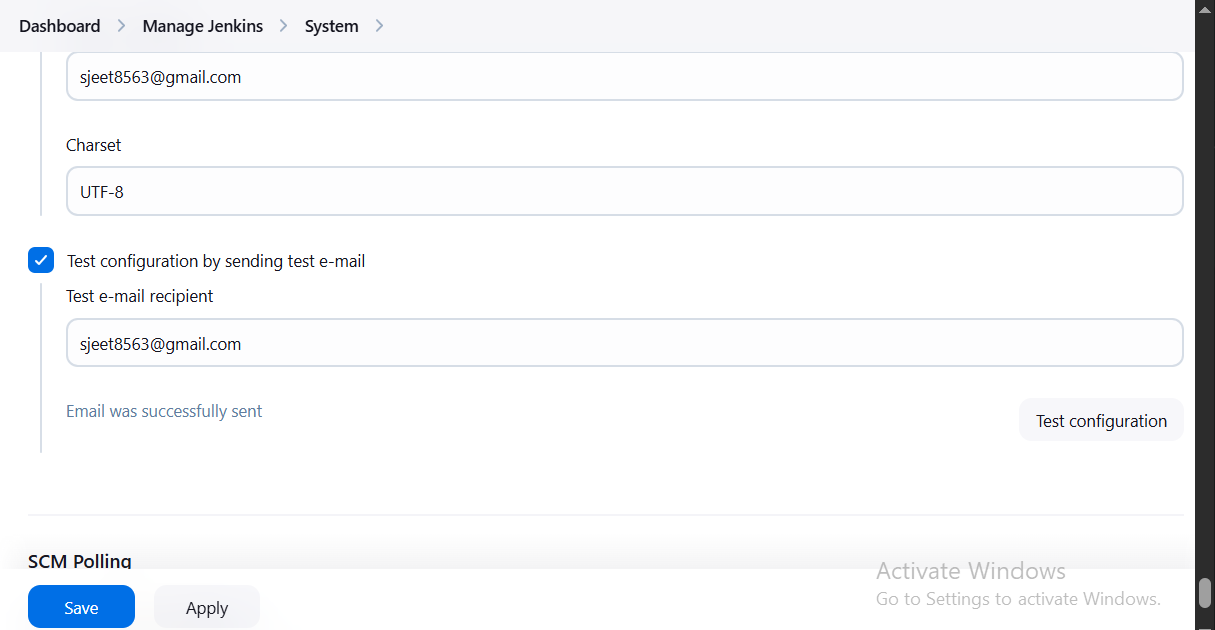 Dashboard > Manage Jenkins > System >
sjeet8563@gmail.com
Charset
UTF-8
Test configuration by sending test e-mail
Test e-mail recipient
sjeet8563@gmail.com
Email was successfully sent
Test configuration
SCM Polling
Activate Windows
Go to Settings to activate Windows.
Save
Apply